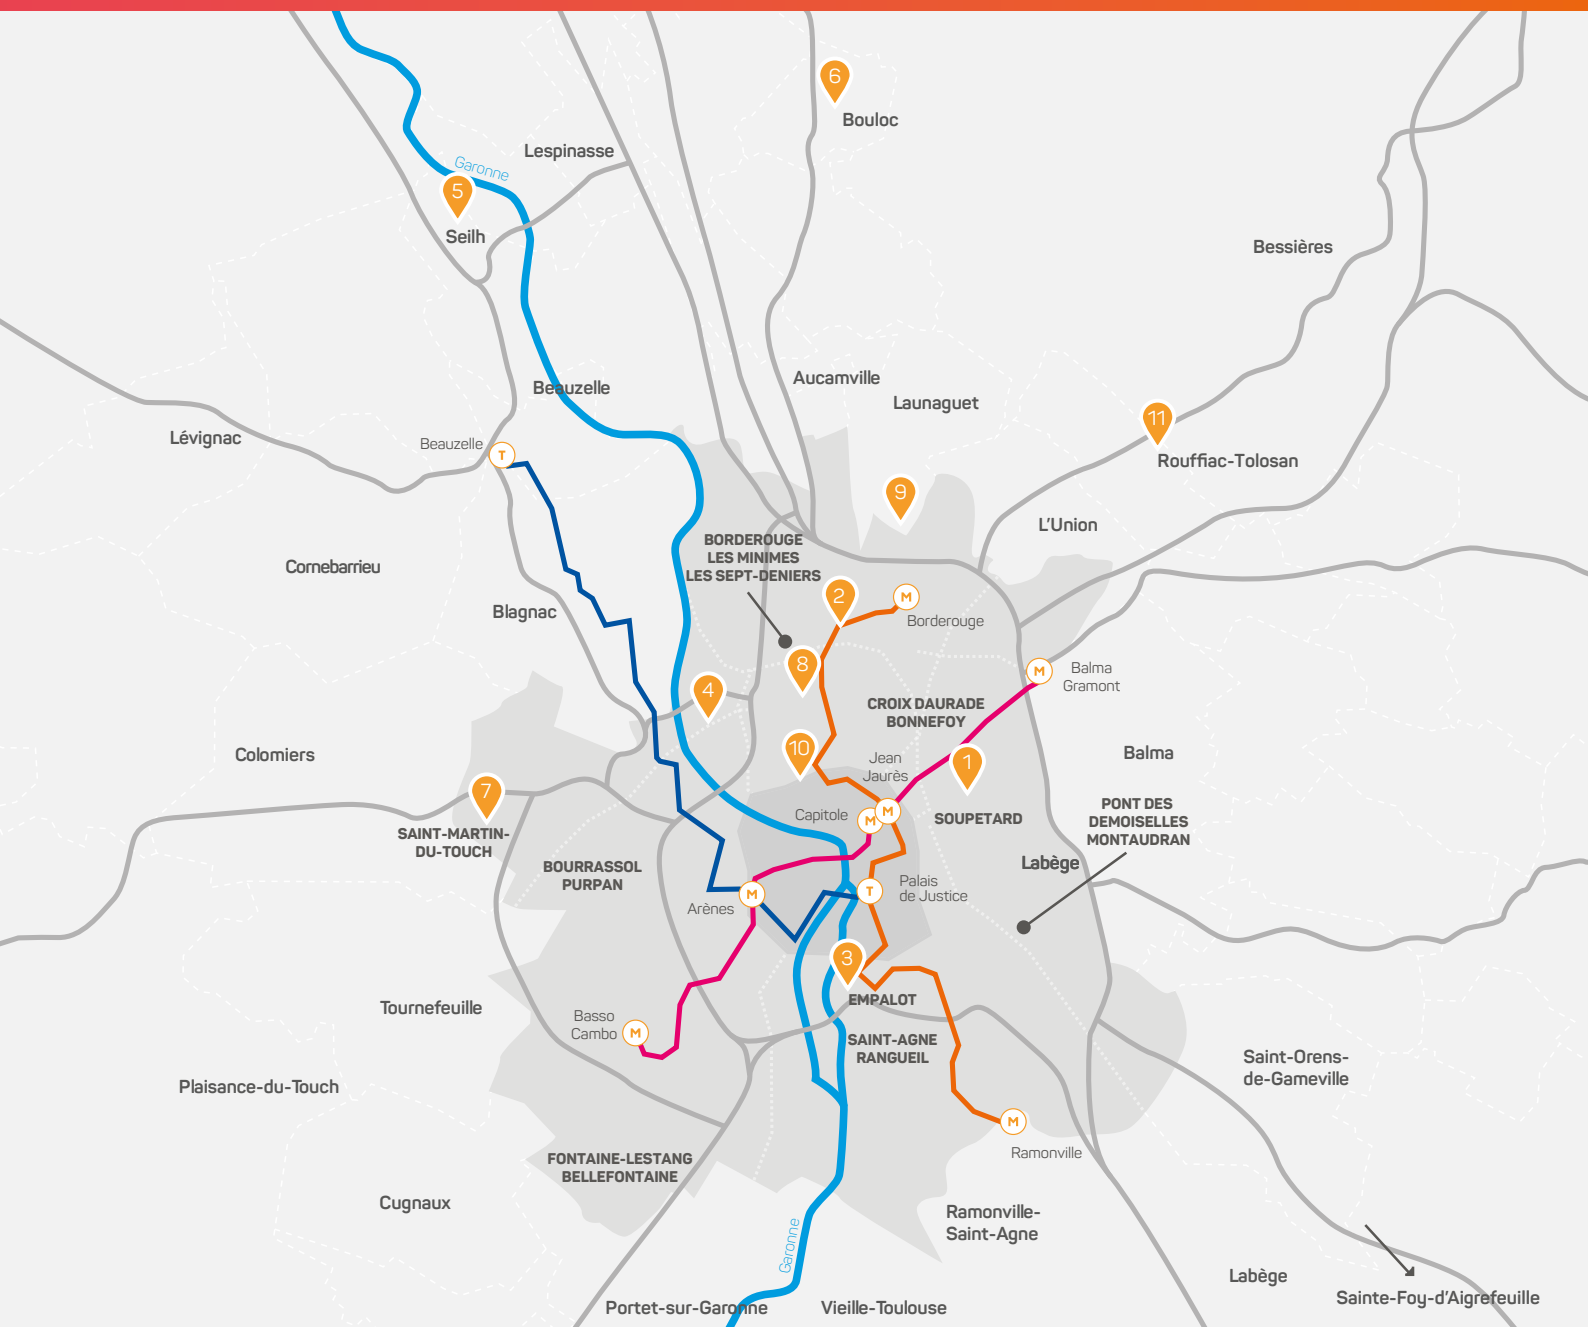 6
Bouloc
Lespinasse
Garonne
5
Seilh
Bessières
Beauzelle
Aucamville
Launaguet
11
Rouffiac-Tolosan
Lévignac
Beauzelle
T
9
L'Union
BORDEROUGE
LES MINIMES
LES SEPT-DENIERS
Cornebarrieu
Blagnac
2
M
Borderouge
8
M
Balma
Gramont
4
CROIX DAURADE
BONNEFOY
Colomiers
10
Jean
Jaurès
1
Balma
7
Capitole
M
M
SOUPETARD
PONT DES
DEMOISELLES
MONTAUDRAN
SAINT-MARTIN-
DU-TOUCH
BOURRASSOL
PURPAN
Labège
Arènes
M
T
Palais
de Justice
3
EMPALOT
Tournefeuille
Basso
Cambo
M
SAINT-AGNE
RANGUEIL
Saint-Orens-
de-Gameville
Plaisance-du-Touch
M
Ramonville
FONTAINE-LESTANG
BELLEFONTAINE
Cugnaux
Ramonville-
Saint-Agne
Garonne
Labège
Sainte-Foy-d'Aigrefeuille
Portet-sur-Garonne
Vieille-Toulouse